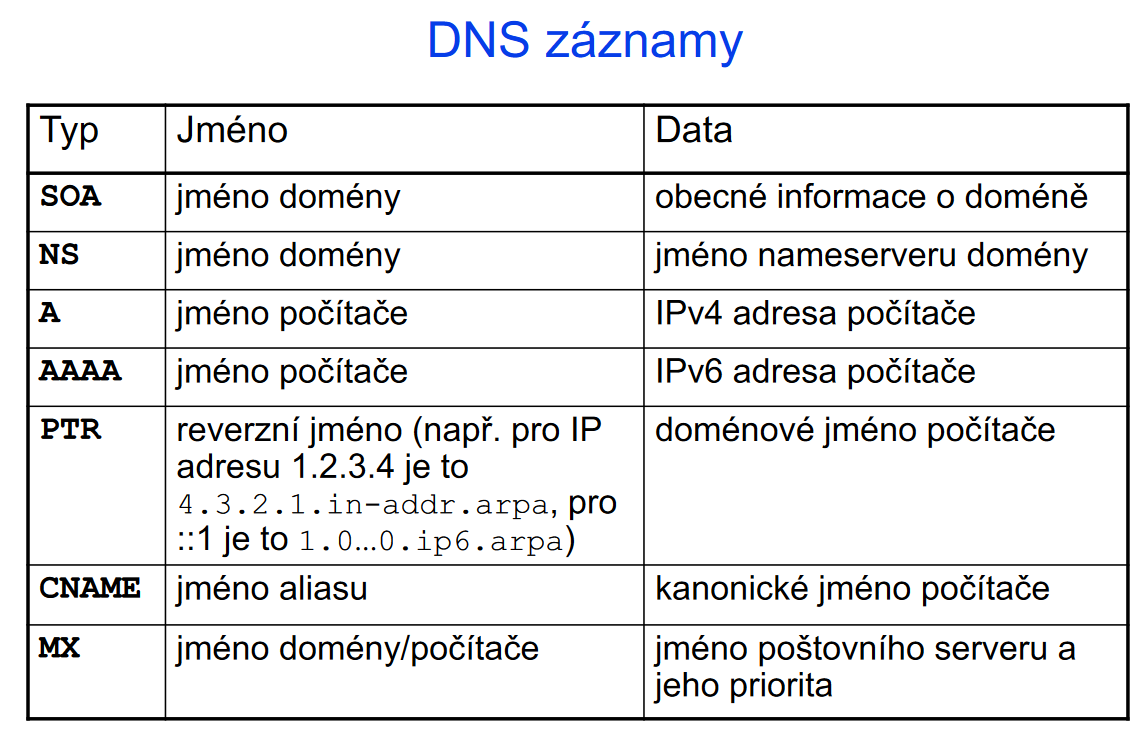 DNS záznamy
Typ Jméno Data
SOA jméno domény obecné informace o doméně
NS jméno domény jméno nameserveru domény
A jméno počítače IPv4 adresa počítače
AAAA jméno počítače IPv6 adresa počítače
PTR reverzní jméno (např. pro IP doménové jméno počítače
adresu 1.2.3.4 je to
4.3.2.1.in-addr.arpa, pro
::1 je to 1.0…0.ip6.arpa)
CNAME jméno aliasu kanonické jméno počítače
MX jméno domény/počítače jméno poštovního serveru a
jeho priorita